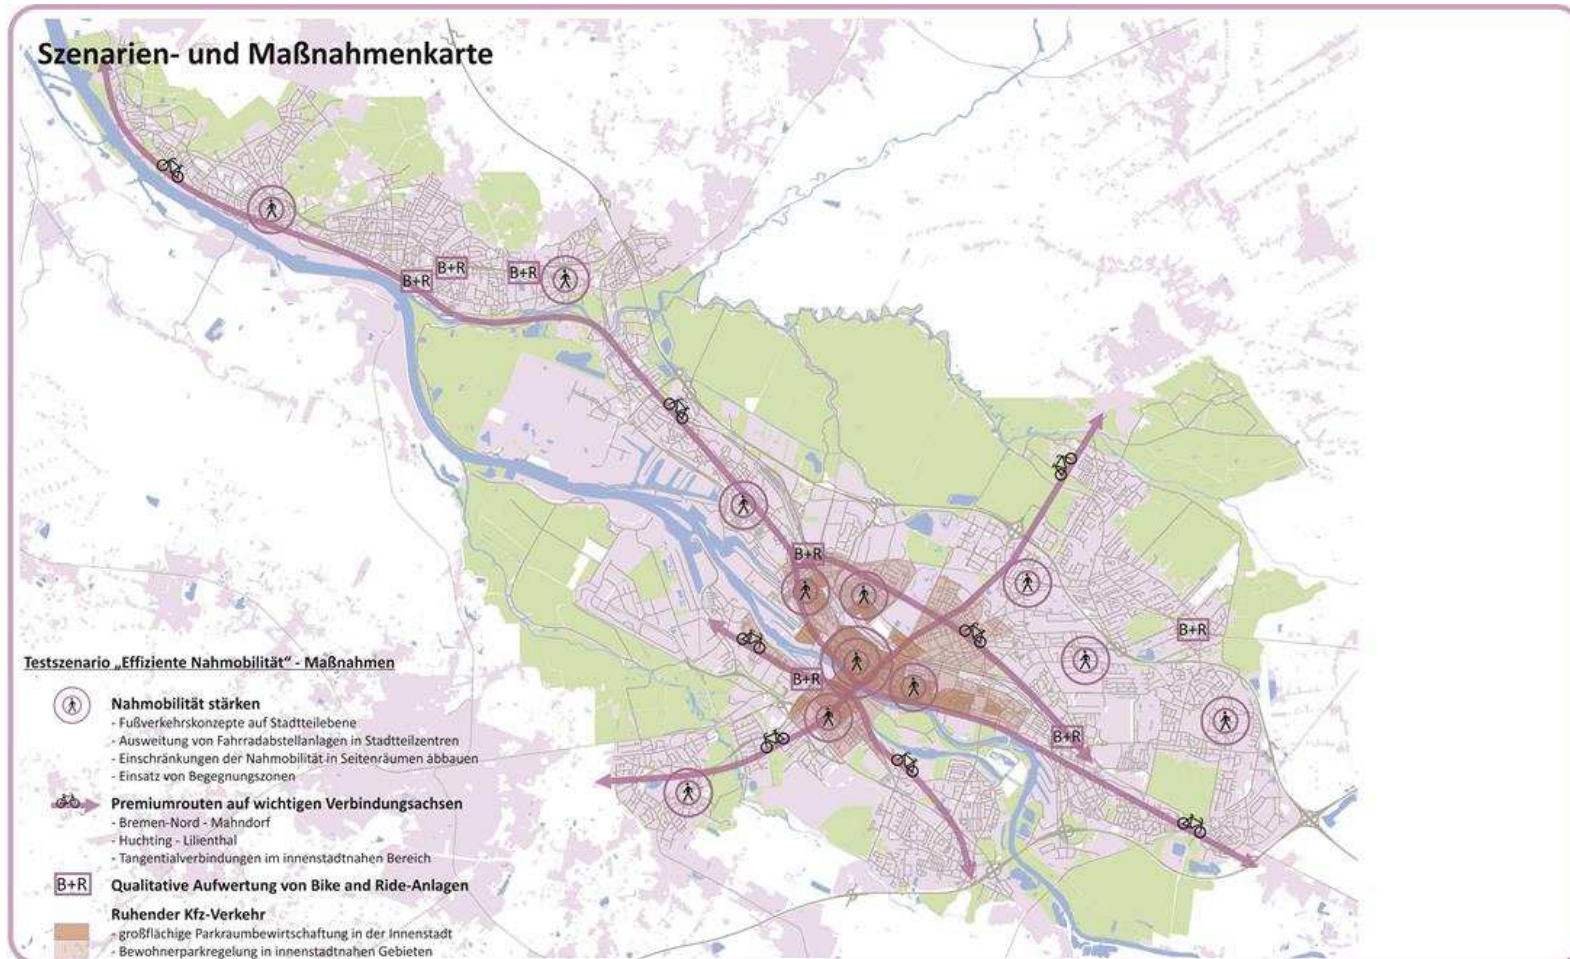 Szenarien- und Maßnahmenkarte
B+R
B+R
B+R
B+R
B+R
B+R
B+R
Testszenario „Effiziente Nahmobilität“ - Maßnahmen
Nahmobilität stärken
- Fußverkehrskonzepte auf Stadtteilebene
- Ausweitung von Fahrradabstellanlagen in Stadtteilzentren
- Einschränkungen der Nahmobilität in Seitenräumen abbauen
- Einsatz von Begegnungszonen
Premiumrouten auf wichtigen Verbindungsachsen
- Bremen-Nord - Mahndorf
- Huchting - Lilienthal
- Tangentialverbindungen im innenstadtnahen Bereich
B+R Qualitative Aufwertung von Bike and Ride-Anlagen
Ruhender Kfz-Verkehr
- großflächige Parkraumbewirtschaftung in der Innenstadt
- Bewohnerparkregelung in innenstadtnahen Gebieten